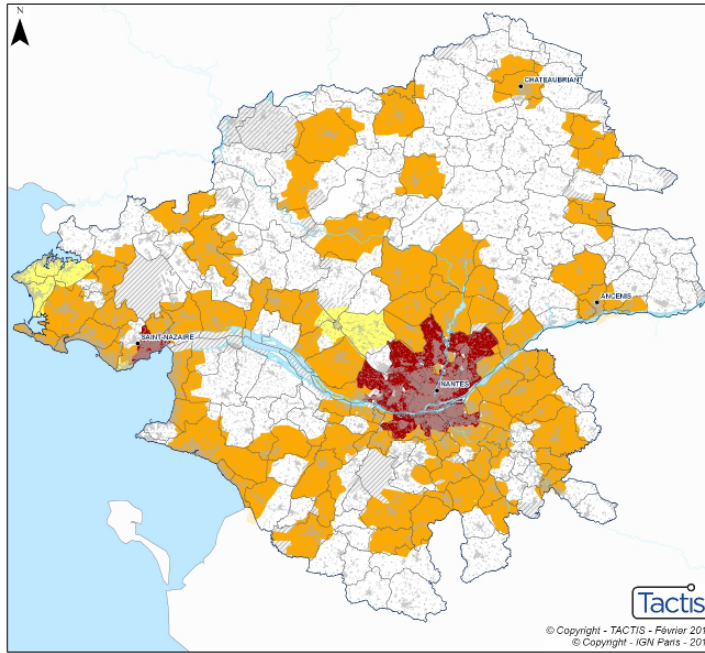 N
CHATEAUBRIANT
ANCENIS
SAINT-NAZAIRE
NANTES
Tactis
© Copyright - TACTIS - Février 201
© Copyright - IGN Paris - 201